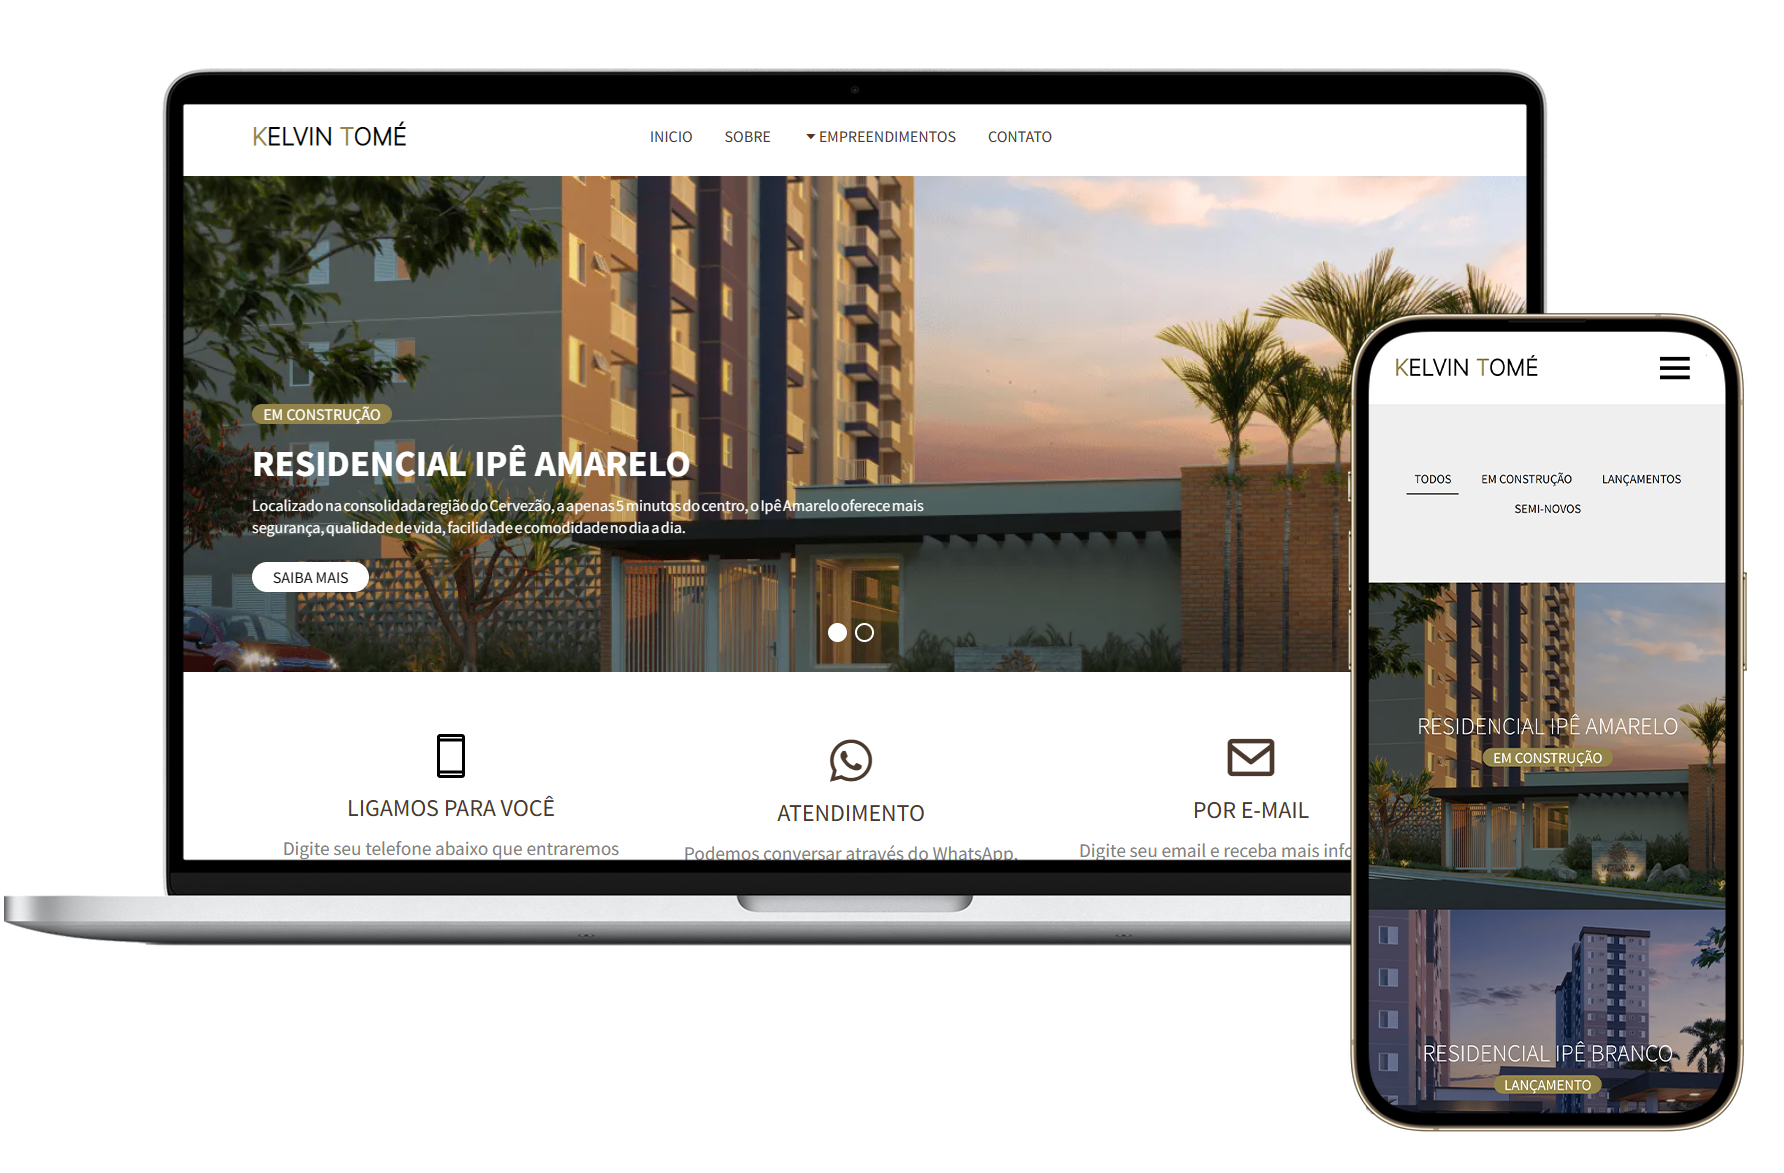 KELVIN TOMÉ
INICIO SOBRE EMPREENDIMENTOS CONTATO
EM CONSTRUÇÃO
RESIDENCIAL IPÊ AMARELO
Localizado na consolidada região do Cervezão, a apenas 5 minutos do centro, o Ipê Amarelo oferece mais
segurança, qualidade de vida, facilidade e comodidade no dia a dia.
SAIBA MAIS
LIGAMOS PARA VOCÊ
Digite seu telefone abaixo que entraremos
ATENDIMENTO
Podemos conversar através do WhatsApp,
POR E-MAIL
Digite seu email e receba mais info
KELVIN TOMÉ
TODOS EM CONSTRUÇÃO LANÇAMENTOS
SEMI-NOVOS
RESIDENCIAL IPÊ AMARELO
EM CONSTRUÇÃO
RESIDENCIAL IPÊ BRANCO
LANÇAMENTO